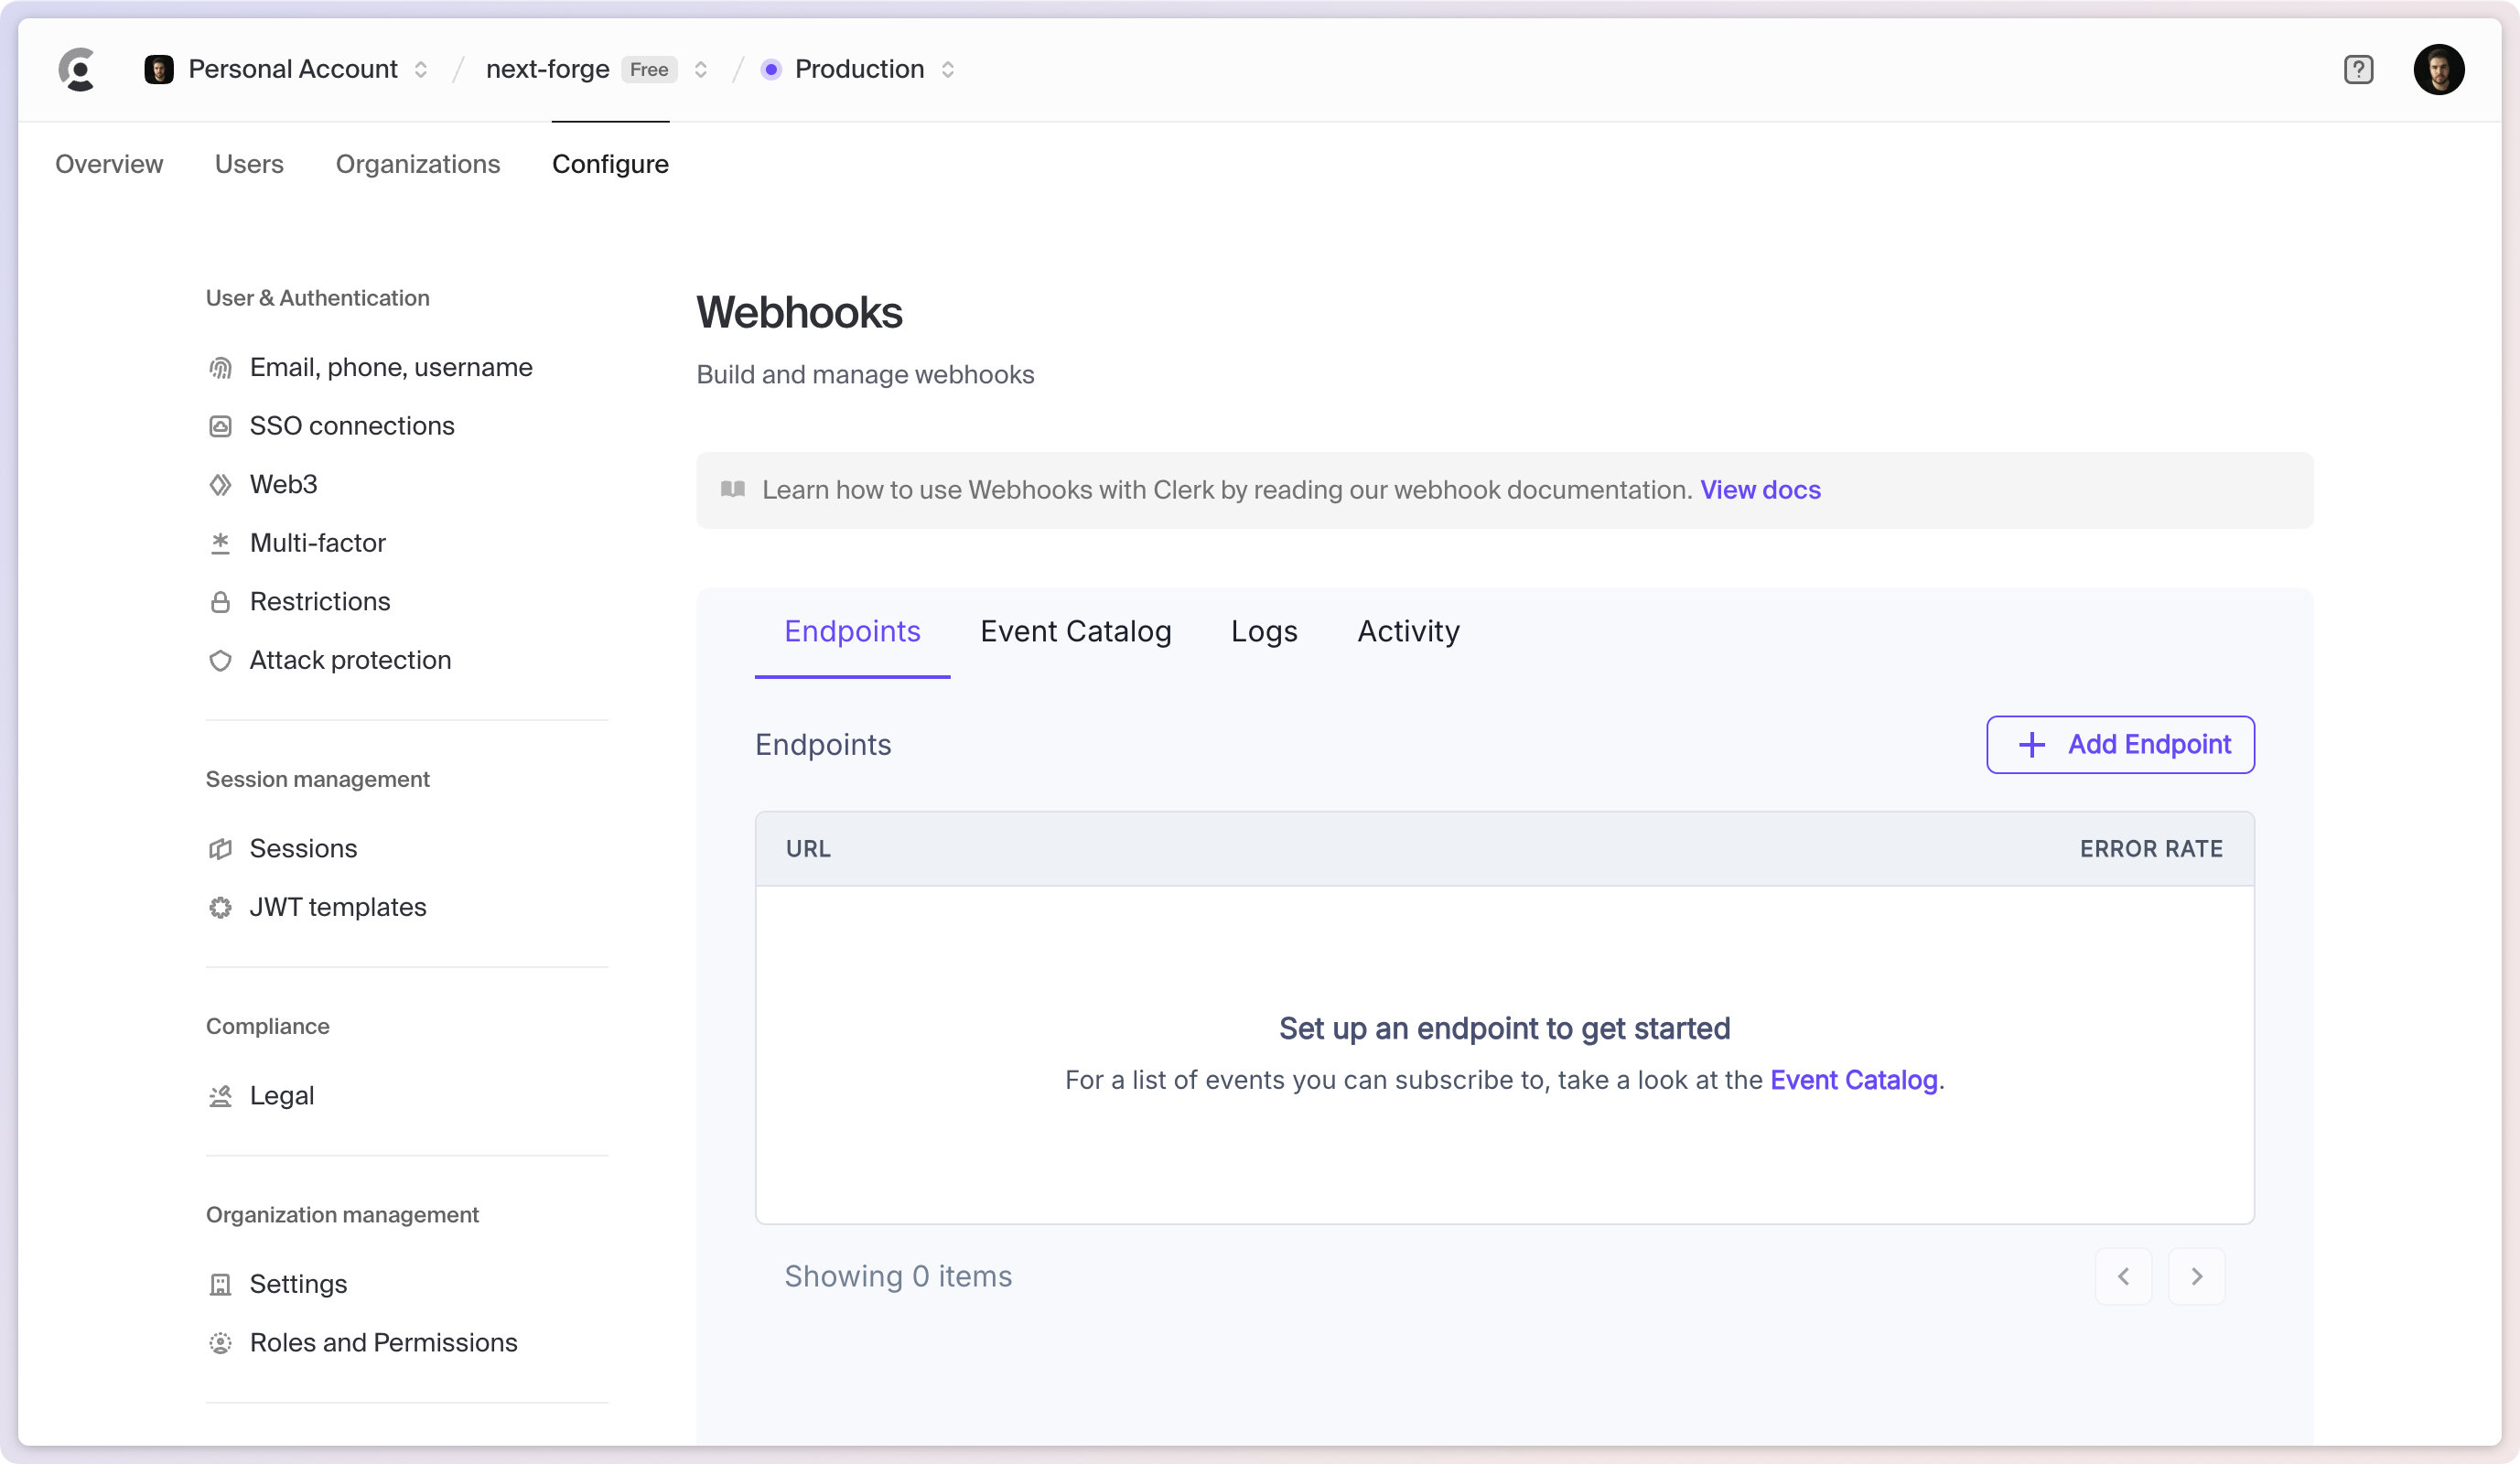 Personal Account / next-forge Free / Production
Overview Users Organizations Configure
User & Authentication
Email, phone, username
SSO connections
Web3
Multi-factor
Restrictions
Attack protection
Session management
Sessions
JWT templates
Compliance
Legal
Organization management
Settings
Roles and Permissions
Webhooks
Build and manage webhooks
Learn how to use Webhooks with Clerk by reading our webhook documentation. View docs
Endpoints Event Catalog Logs Activity
Endpoints
Add Endpoint
URL ERROR RATE
Set up an endpoint to get started
For a list of events you can subscribe to, take a look at the Event Catalog.
Showing 0 items